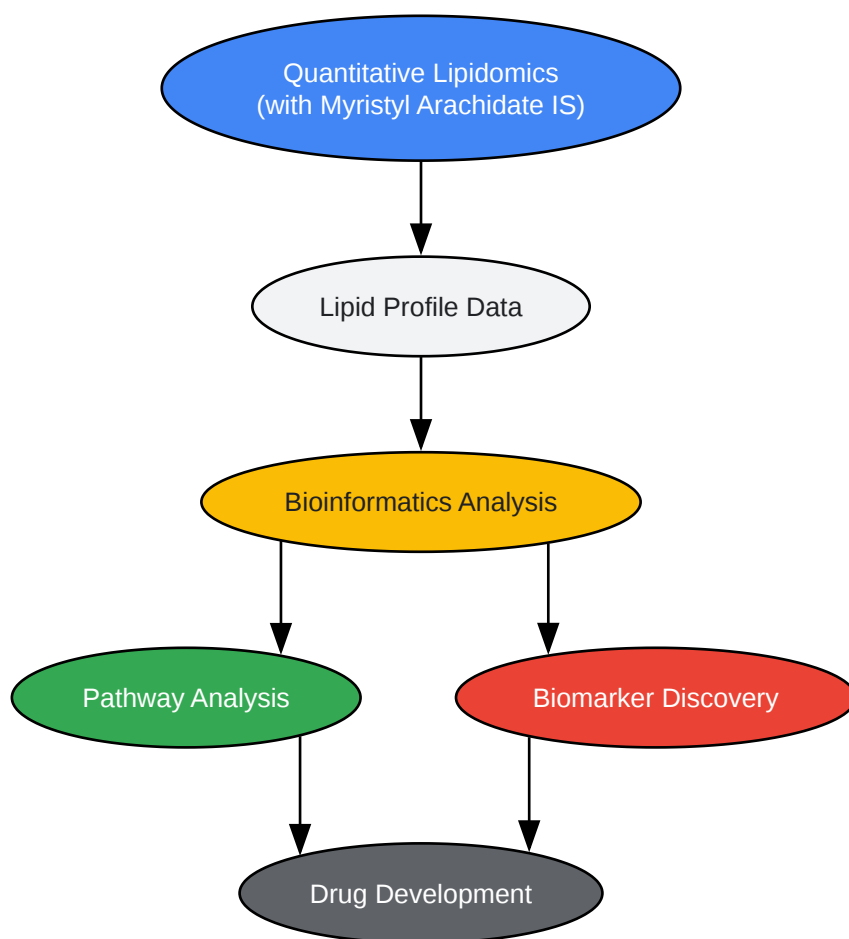 Quantitative Lipidomics
(with Myristyl Arachidate IS)
Lipid Profile Data
Bioinformatics Analysis
Pathway Analysis
Biomarker Discovery
Drug Development